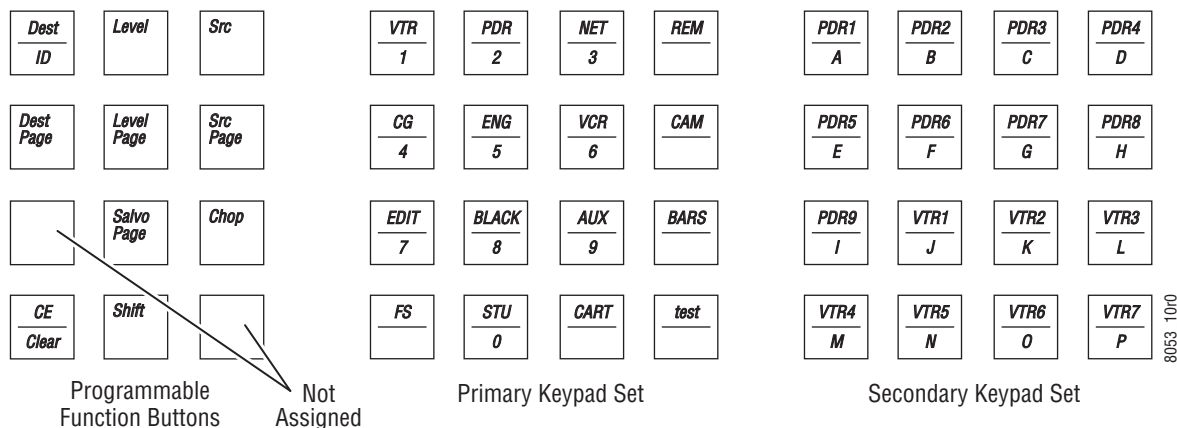 Dest Level Src VTR PDR NET REM PDR1 PDR2 PDR3 PDR4
ID 1 2 3 A B C D
Dest Level Src CG ENG VCR CAM PDR5 PDR6 PDR7 PDR8
Page Page Page 4 5 6 E F G H
Salvo Chop EDIT BLACK AUX BARS PDR9 VTR1 VTR2 VTR3
Page 7 8 9 I J K L
CE Shift FS STU CART test VTR4 VTR5 VTR6 VTR7
Clear 0 M N O P
8053 10r0
Programmable Not Primary Keypad Set Secondary Keypad Set
Function Buttons Assigned